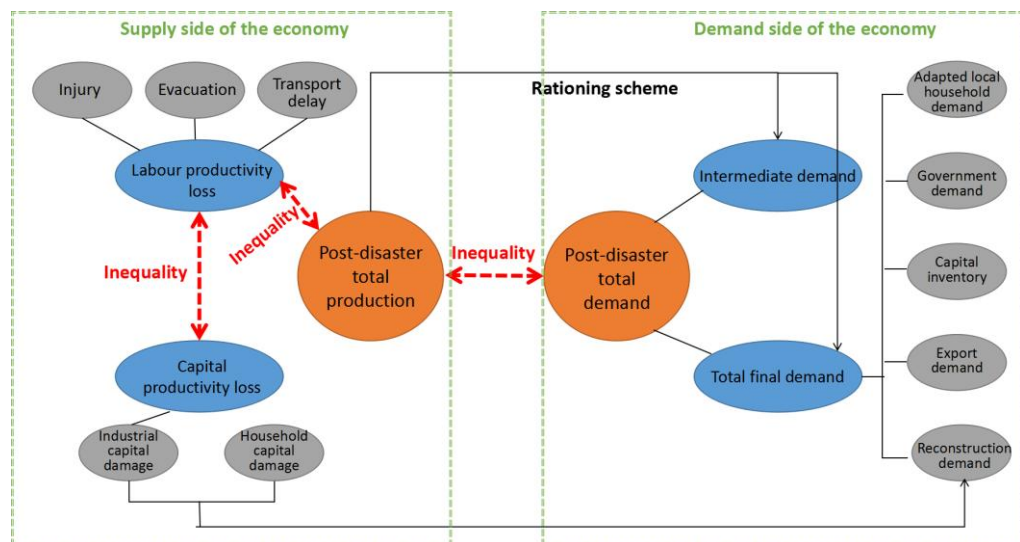 Supply side of the economy
Demand side of the economy
Injury
Evacuation
Transport
delay
Rationing scheme
Adapted local
household
demand
Labour productivity
loss
Intermediate demand
Government
demand
Inequality
Inequality
Post-disaster
total
production
Inequality
Post-disaster
total
demand
Capital
inventory
Capital
productivity loss
Total final demand
Export
demand
Industrial
capital
damage
Household
capital
damage
Reconstruction
demand